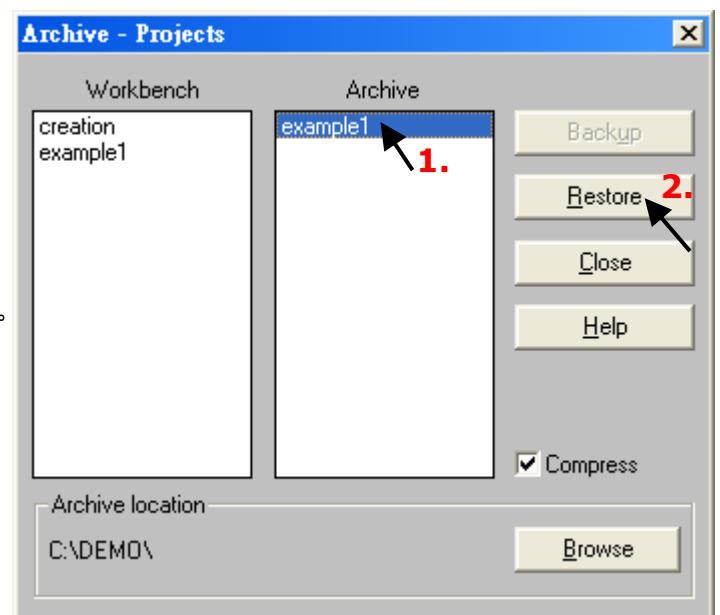 Archive - Projects
Workbench
Archive
creation
example1
example1
1.
Backup
Restore
2.
Close
Help
Compress
Archive location
C:\DEMO\
Browse